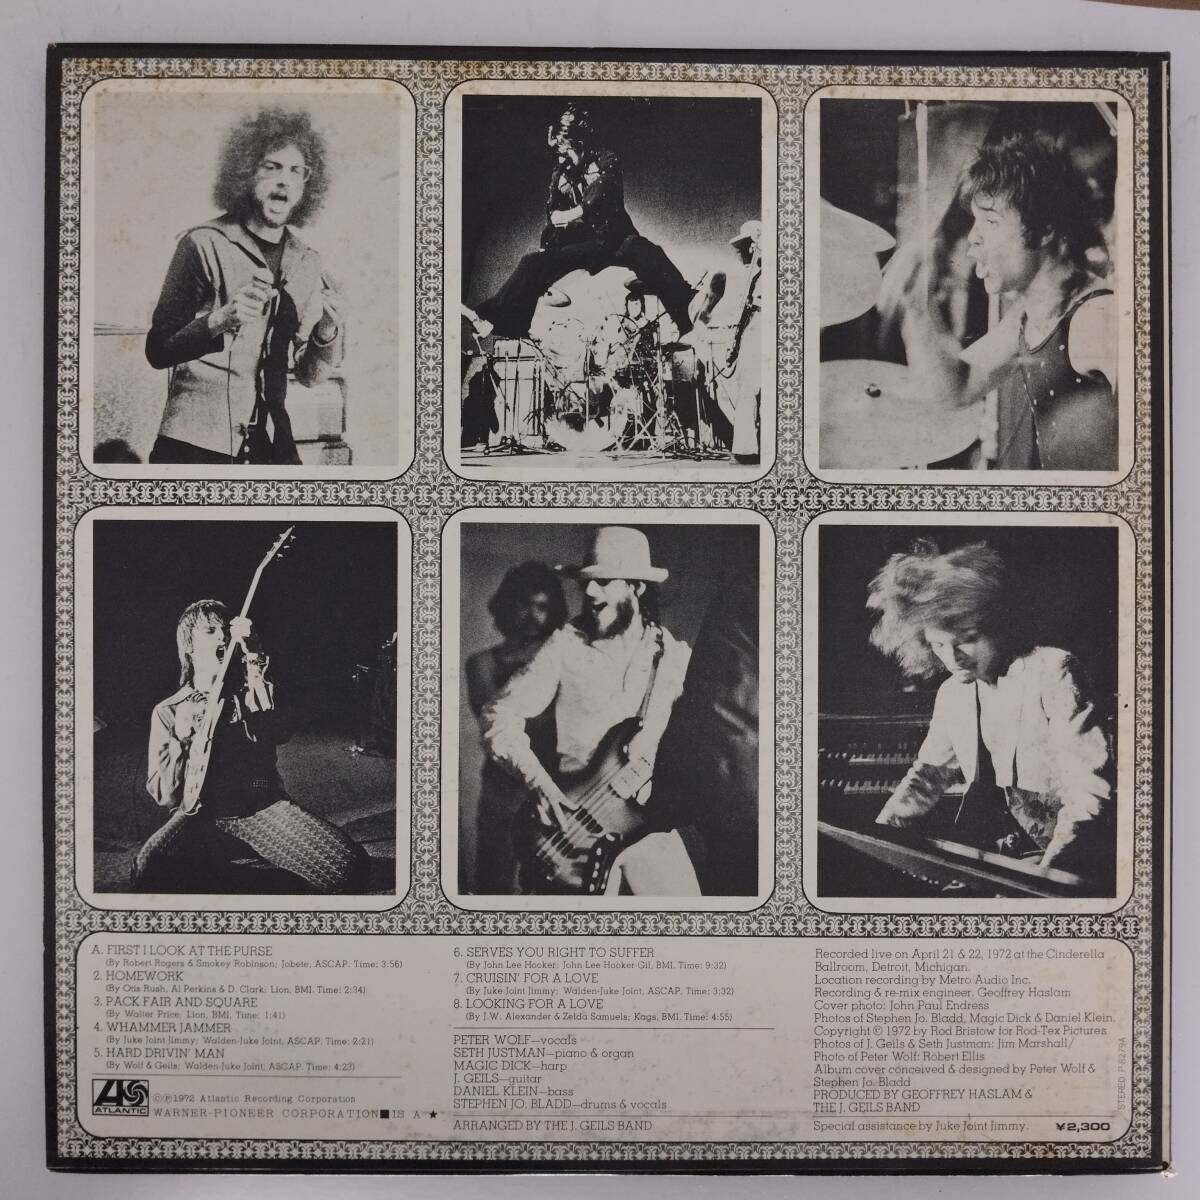 A. FIRST I LOOK AT THE PURSE
(By Robert Rogers & Smokey Robinson; Jobete, ASCAP. Time: 3:56)
2. HOMEWORK
(By Otis Rush, Al Perkins & D. Clark; Lion, BMI. Time: 2:34)
3. PACK FAIR AND SQUARE
(By Walter Price; Lion, BMI. Time: 1:41)
4. WHAMMER JAMMER
(By Juke Joint Jimmy; Walden-Juke Joint, ASCAP. Time: 2:21)
5. HARD DRIVIN' MAN
(By Wolf & Geils; Walden-Juke Joint, ASCAP. Time: 4:23)
ATLANTIC
©℗1972 Atlantic Recording Corporation
WARNER-PIONEER CORPORATION■IS A ★
6. SERVES YOU RIGHT TO SUFFER
(By John Lee Hooker; John Lee Hooker-Gil, BMI. Time: 9:32)
7. CRUISIN' FOR A LOVE
(By Juke Joint Jimmy; Walden-Juke Joint, ASCAP. Time: 3:32)
8. LOOKING FOR A LOVE
(By J.W. Alexander & Zelda Samuels; Kags, BMI. Time: 4:55)
PETER WOLF—vocals
SETH JUSTMAN—piano & organ
MAGIC DICK—harp
J. GEILS—guitar
DANIEL KLEIN—bass
STEPHEN JO. BLADD—drums & vocals
ARRANGED BY THE J. GEILS BAND
Recorded live on April 21 & 22, 1972 at the Cinderella
Ballroom, Detroit, Michigan.
Location recording by Metro Audio Inc.
Recording & re-mix engineer: Geoffrey Haslam
Cover photo: John Paul Endress
Photos of Stephen Jo. Bladd, Magic Dick & Daniel Klein.
Copyright © 1972 by Rod Bristow for Rod-Tex Pictures
Photos of J. Geils & Seth Justman: Jim Marshall/
Photo of Peter Wolf: Robert Ellis
Album cover conceived & designed by Peter Wolf &
Stephen Jo. Bladd
PRODUCED BY GEOFFREY HASLAM &
THE J. GEILS BAND
Special assistance by Juke Joint Jimmy.
¥2,300
STEREO P-8279A